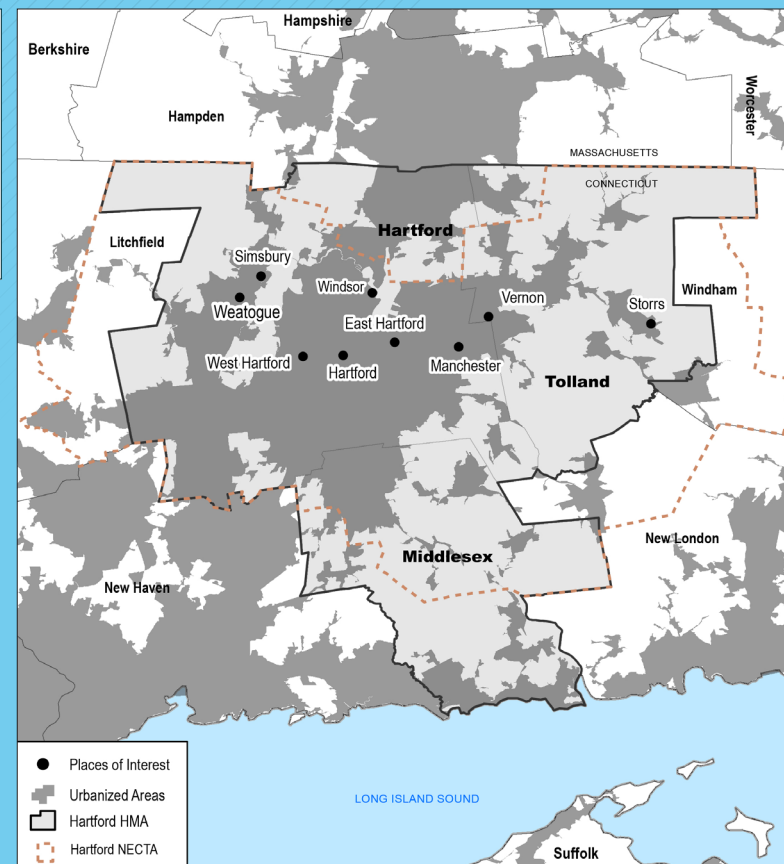 Hampshire
Berkshire
Hampden
Worcester
MASSACHUSETTS
CONNECTICUT
Hartford
Litchfield
Simsbury
Windsor
Windham
Weatogue
Vernon
Storrs
East Hartford
West Hartford
Hartford
Manchester
Tolland
New London
Middlesex
New Haven
Places of Interest
Urbanized Areas
Hartford HMA
Hartford NECTA
LONG ISLAND SOUND
Suffolk